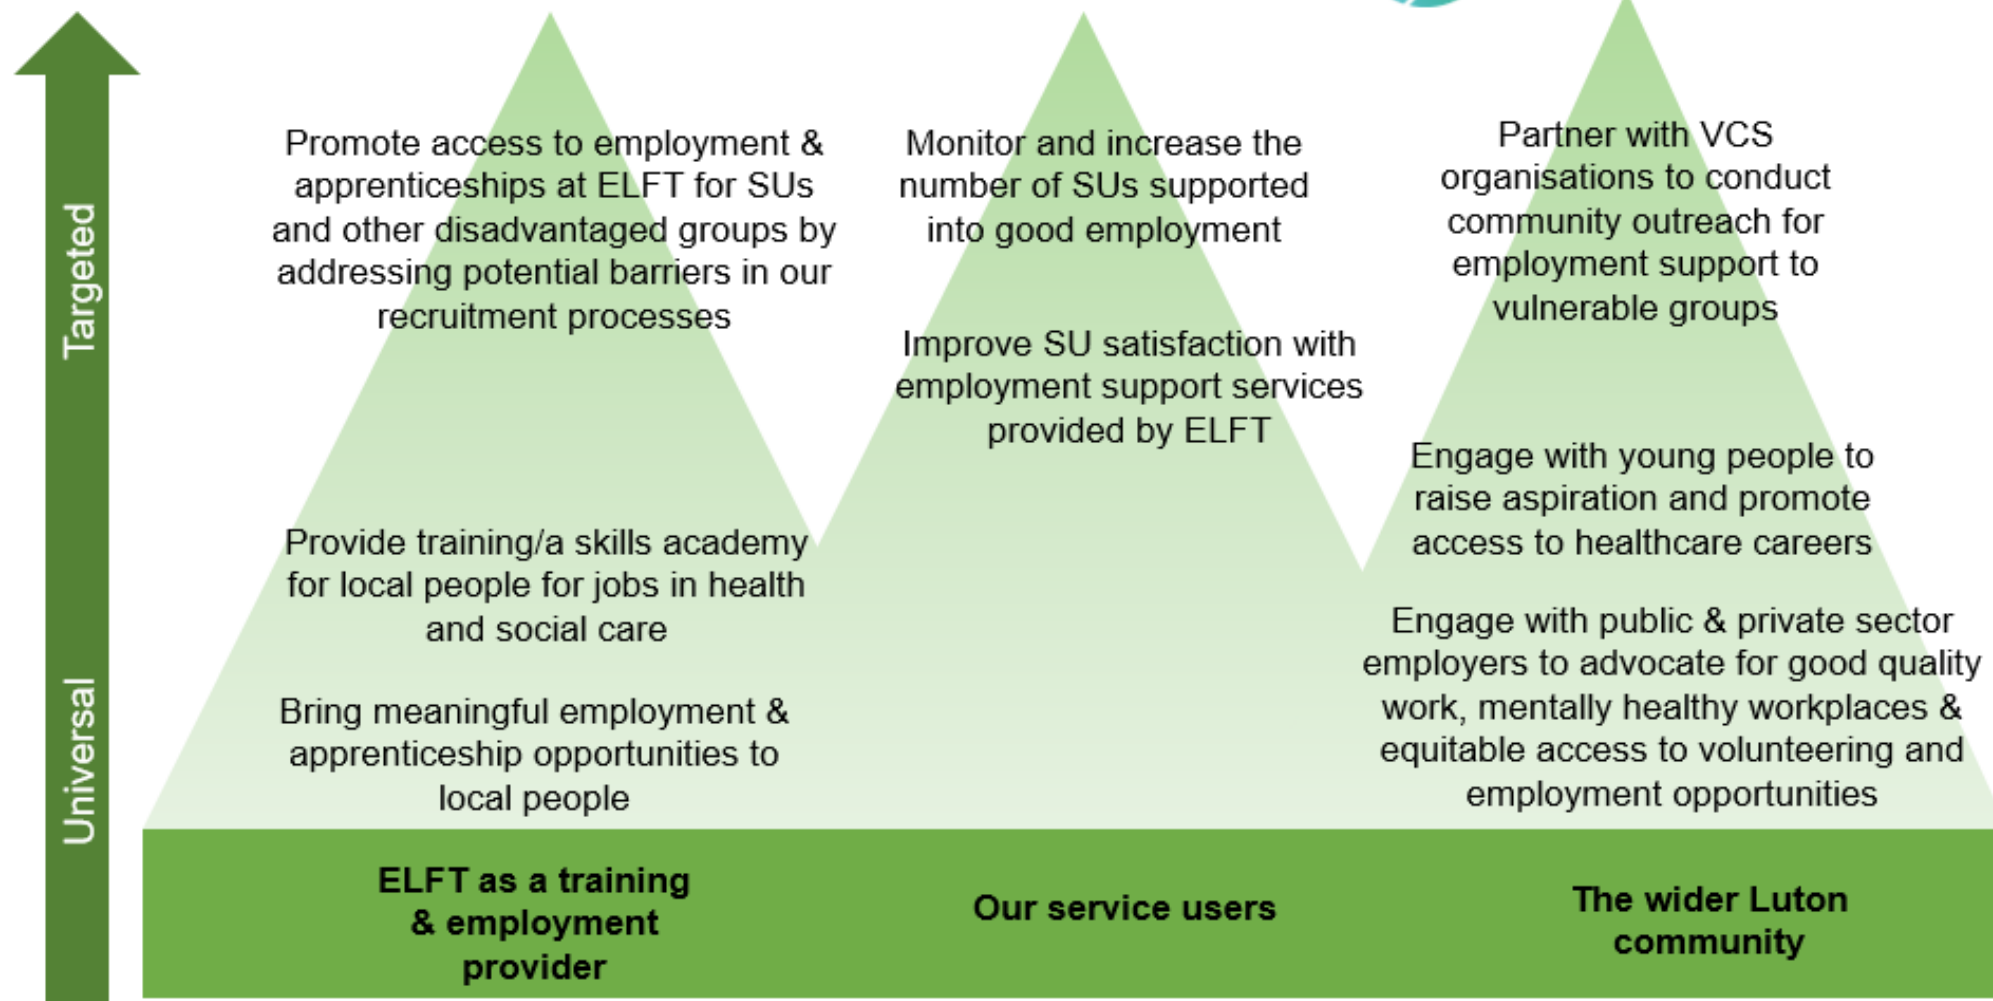 Targeted
Universal
Promote access to employment &
apprenticeships at ELFT for SUs
and other disadvantaged groups by
addressing potential barriers in our
recruitment processes
Provide training/a skills academy
for local people for jobs in health
and social care
Bring meaningful employment &
apprenticeship opportunities to
local people
ELFT as a training
& employment
provider
Monitor and increase the
number of SUs supported
into good employment
Improve SU satisfaction with
employment support services
provided by ELFT
Our service users
Partner with VCS
organisations to conduct
community outreach for
employment support to
vulnerable groups
Engage with young people to
raise aspiration and promote
access to healthcare careers
Engage with public & private sector
employers to advocate for good quality
work, mentally healthy workplaces &
equitable access to volunteering and
employment opportunities
The wider Luton
community